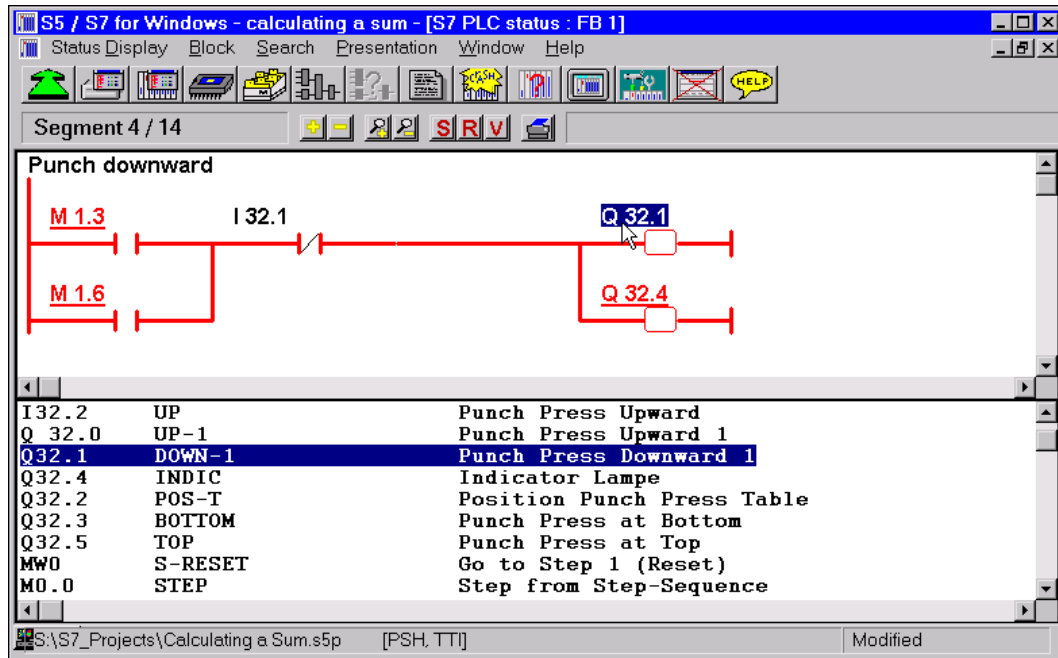 S5 / S7 for Windows - calculating a sum - [S7 PLC status : FB 1]
Status Display Block Search Presentation Window Help
CRASH HELP
Segment 4 / 14 S R V
Punch downward
M 1.3 I 32.1 Q 32.1
M 1.6 Q 32.4
I32.2 UP Punch Press Upward
Q 32.0 UP-1 Punch Press Upward 1
Q32.1 DOWN-1 Punch Press Downward 1
Q32.4 INDIC Indicator Lampe
Q32.2 POS-T Position Punch Press Table
Q32.3 BOTTOM Punch Press at Bottom
Q32.5 TOP Punch Press at Top
MW0 S-RESET Go to Step 1 (Reset)
M0.0 STEP Step from Step-Sequence
S:\S7_Projects\Calculating a Sum.s5p [PSH, TTI] Modified